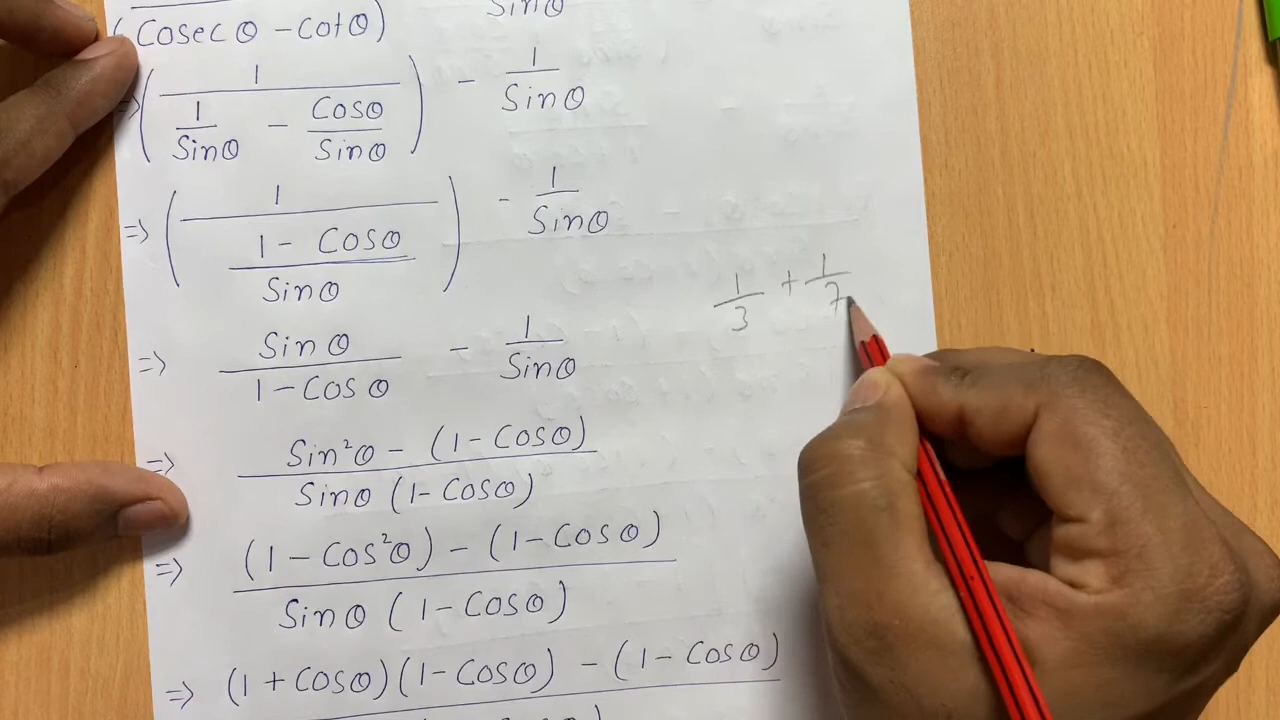 (Cosec θ - Cot θ) Sin θ
=> ( 1 / ( 1/Sin θ - Cos θ/Sin θ ) ) - 1/Sin θ
=> ( 1 / ( (1 - Cos θ)/Sin θ ) ) - 1/Sin θ
1/3 + 1/7
=> Sin θ/(1 - Cos θ) - 1/Sin θ
=> (Sin²θ - (1 - Cos θ)) / (Sin θ (1 - Cos θ))
=> ((1 - Cos²θ) - (1 - Cos θ)) / (Sin θ (1 - Cos θ))
=> (1 + Cos θ)(1 - Cos θ) - (1 - Cos θ)